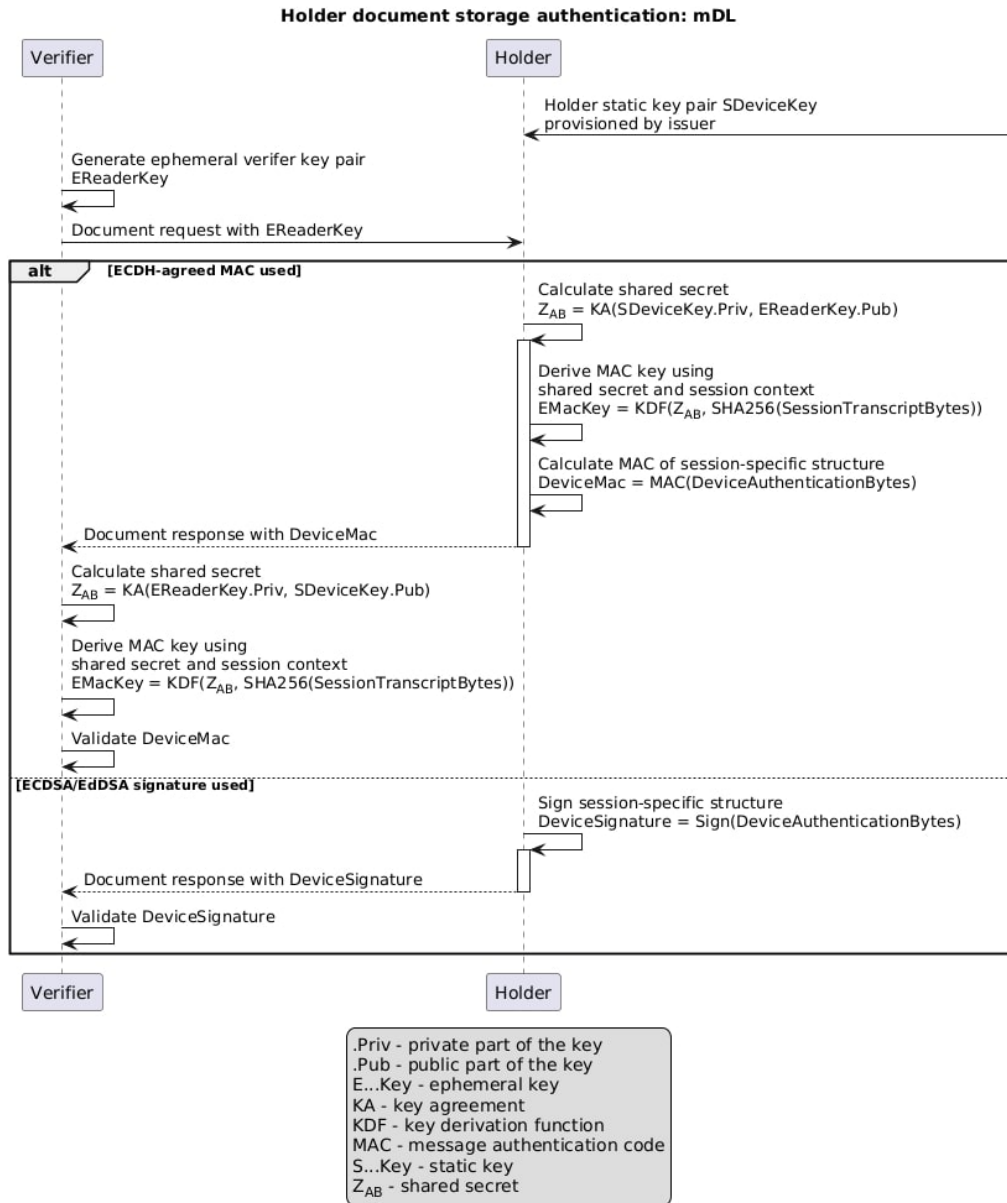 Holder document storage authentication: mDL
Verifier
Holder
Holder static key pair SDeviceKey
provisioned by issuer
Generate ephemeral verifer key pair
EReaderKey
Document request with EReaderKey
alt
[ECDH-agreed MAC used]
Calculate shared secret
Z_AB = KA(SDeviceKey.Priv, EReaderKey.Pub)
Derive MAC key using
shared secret and session context
EMacKey = KDF(Z_AB, SHA256(SessionTranscriptBytes))
Calculate MAC of session-specific structure
DeviceMac = MAC(DeviceAuthenticationBytes)
Document response with DeviceMac
Calculate shared secret
Z_AB = KA(EReaderKey.Priv, SDeviceKey.Pub)
Derive MAC key using
shared secret and session context
EMacKey = KDF(Z_AB, SHA256(SessionTranscriptBytes))
Validate DeviceMac
[ECDSA/EdDSA signature used]
Sign session-specific structure
DeviceSignature = Sign(DeviceAuthenticationBytes)
Document response with DeviceSignature
Validate DeviceSignature
Verifier
Holder
.Priv - private part of the key
.Pub - public part of the key
E...Key - ephemeral key
KA - key agreement
KDF - key derivation function
MAC - message authentication code
S...Key - static key
Z_AB - shared secret